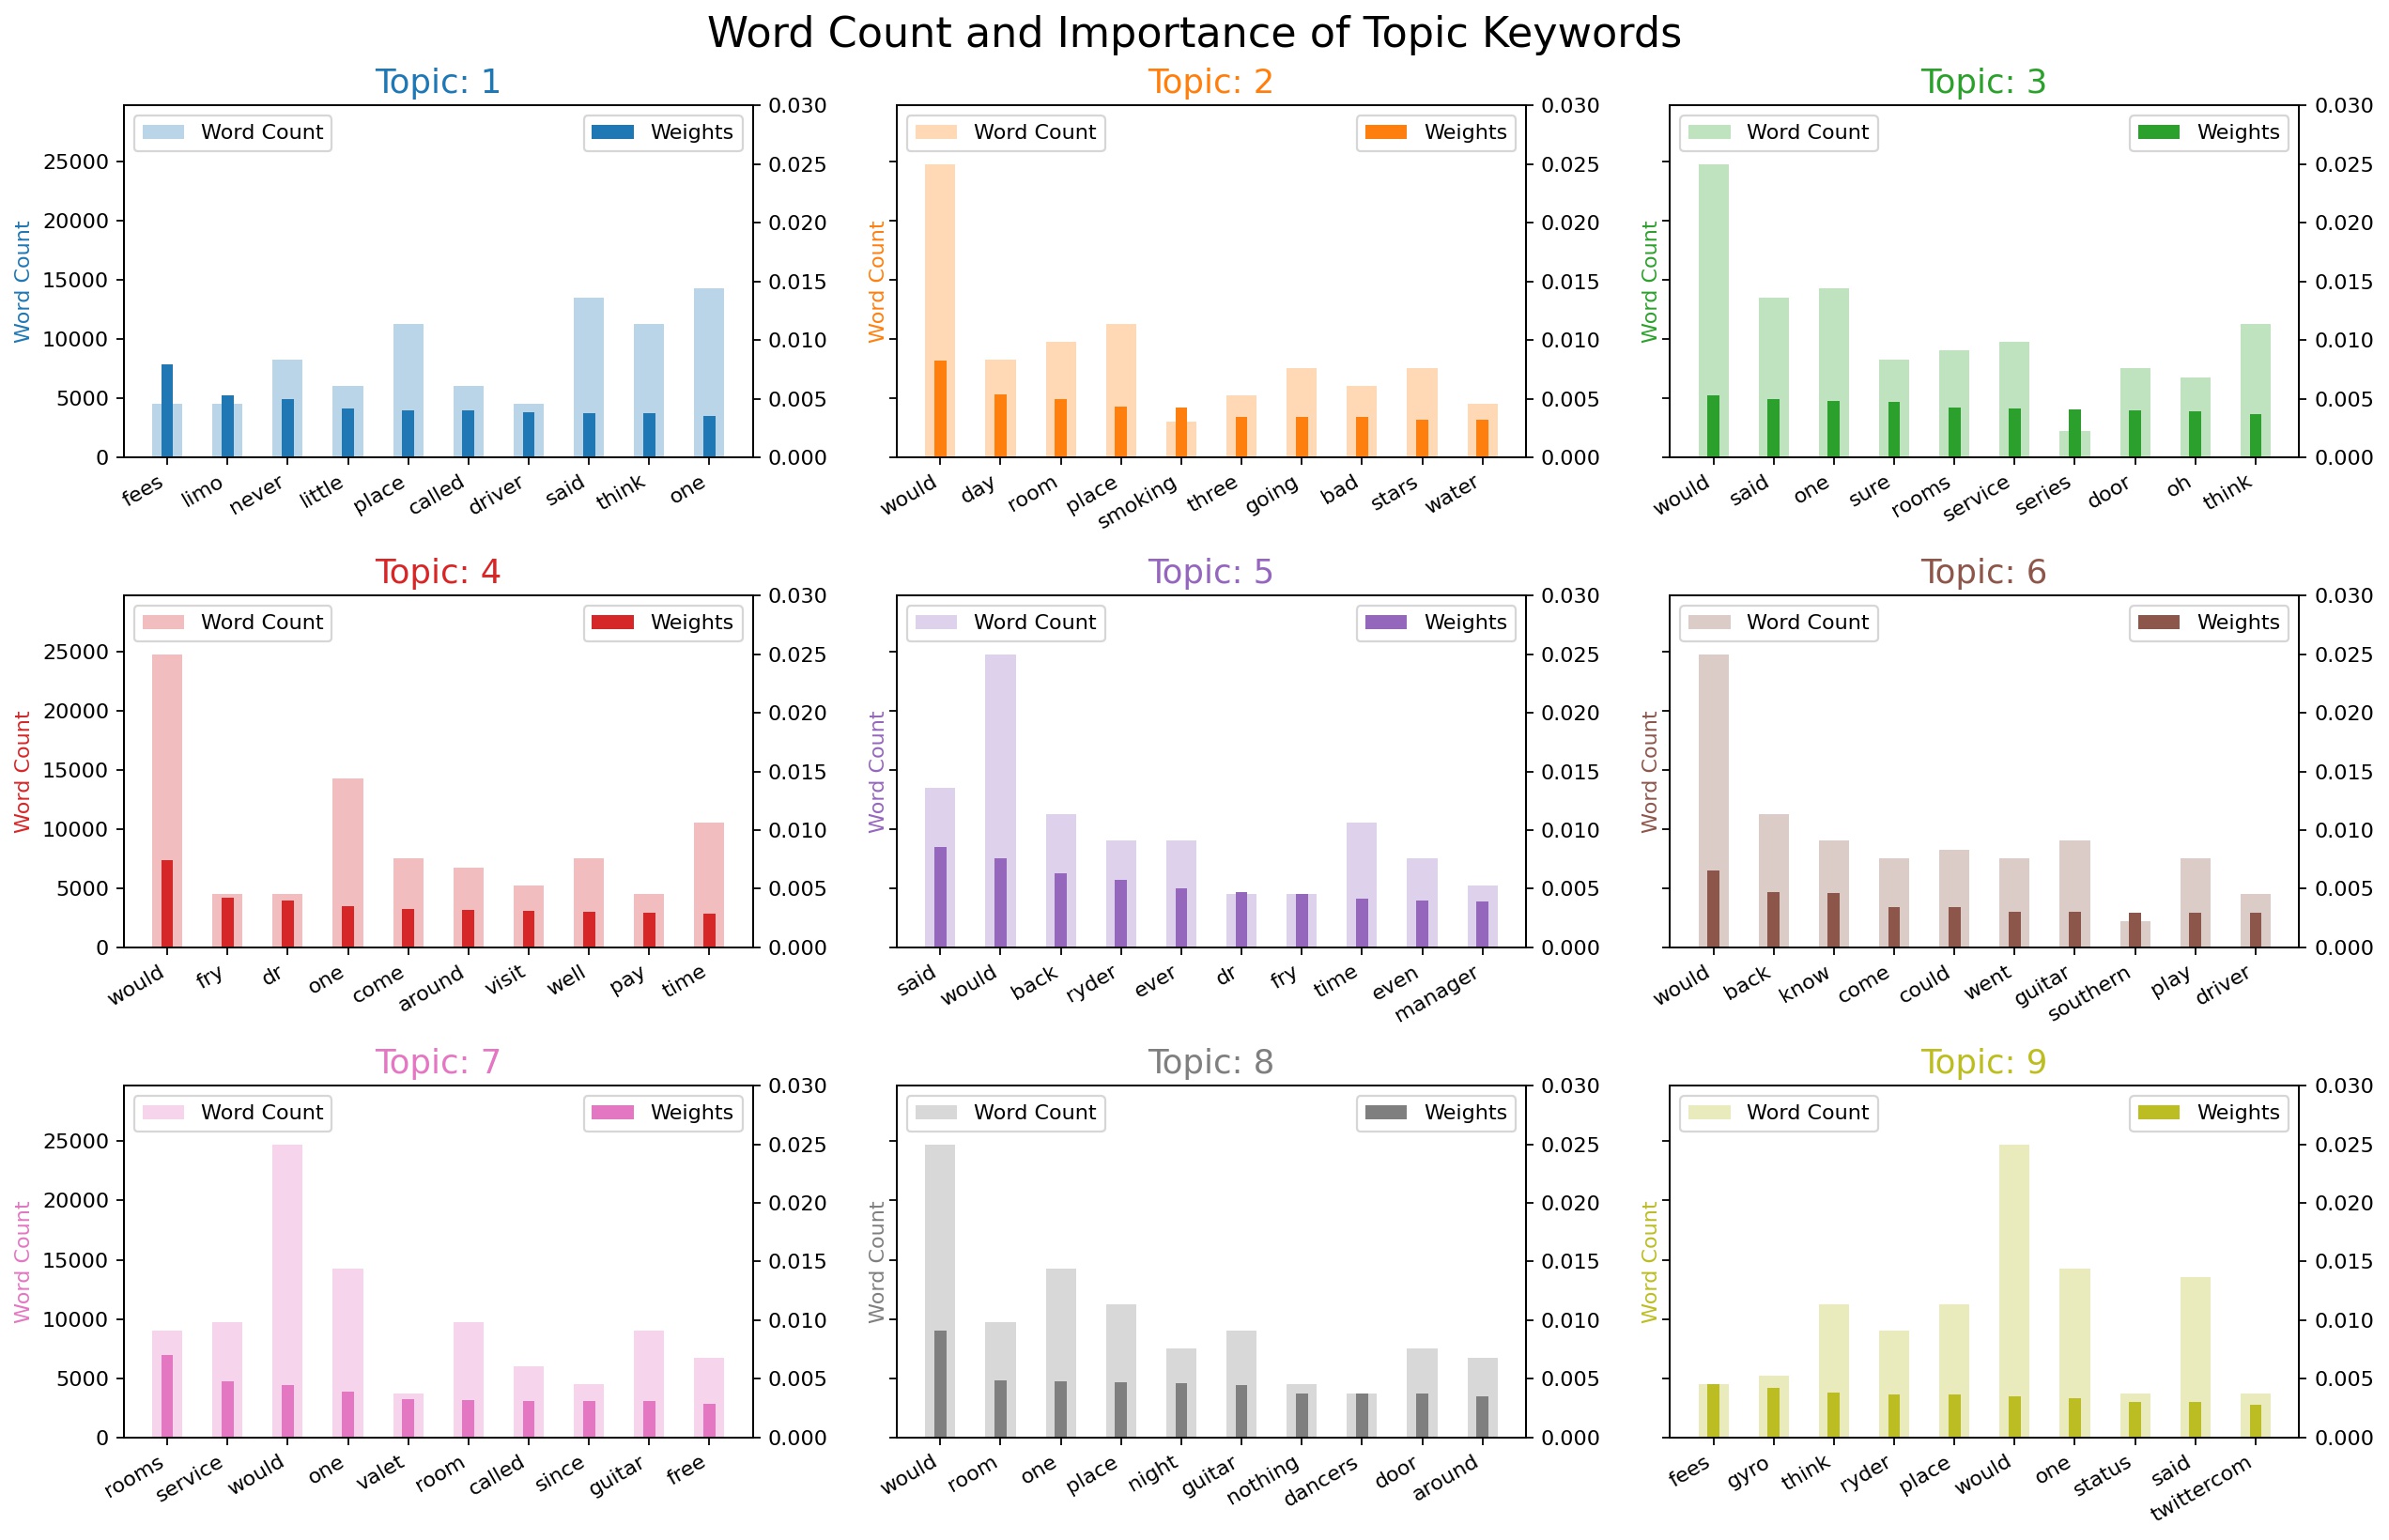 Word Count and Importance of Topic Keywords
Topic: 1
Word Count
Weights
Word Count
25000
20000
15000
10000
5000
0
0.030
0.025
0.020
0.015
0.010
0.005
0.000
fees limo never little place called driver said think one
Topic: 2
Word Count
Weights
Word Count
0.030
0.025
0.020
0.015
0.010
0.005
0.000
would day room place smoking three going bad stars water
Topic: 3
Word Count
Weights
Word Count
0.030
0.025
0.020
0.015
0.010
0.005
0.000
would said one sure rooms service series door oh think
Topic: 4
Word Count
Weights
Word Count
25000
20000
15000
10000
5000
0
0.030
0.025
0.020
0.015
0.010
0.005
0.000
would fry dr one come around visit well pay time
Topic: 5
Word Count
Weights
Word Count
0.030
0.025
0.020
0.015
0.010
0.005
0.000
said would back ryder ever dr fry time even manager
Topic: 6
Word Count
Weights
Word Count
0.030
0.025
0.020
0.015
0.010
0.005
0.000
would back know come could went guitar southern play driver
Topic: 7
Word Count
Weights
Word Count
25000
20000
15000
10000
5000
0
0.030
0.025
0.020
0.015
0.010
0.005
0.000
rooms service would one valet room called since guitar free
Topic: 8
Word Count
Weights
Word Count
0.030
0.025
0.020
0.015
0.010
0.005
0.000
would room one place night guitar nothing dancers door around
Topic: 9
Word Count
Weights
Word Count
0.030
0.025
0.020
0.015
0.010
0.005
0.000
fees gyro think ryder place would one status said twittercom